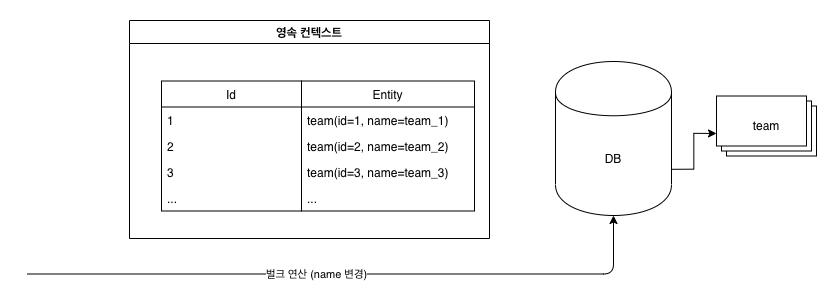 영속 컨텍스트
Id
Entity
1
team(id=1, name=team_1)
2
team(id=2, name=team_2)
3
team(id=3, name=team_3)
...
...
DB
team
벌크 연산 (name 변경)